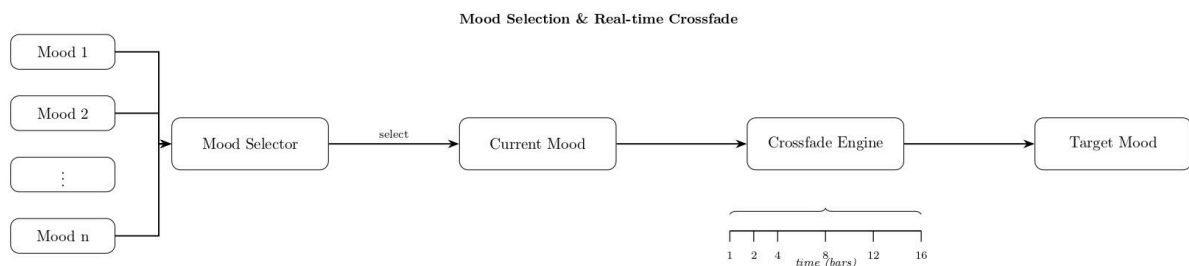 Mood Selection & Real-time Crossfade
Mood 1
Mood 2
⋮
Mood n
Mood Selector
select
Current Mood
Crossfade Engine
Target Mood
1 2 4 8 12 16
time (bars)